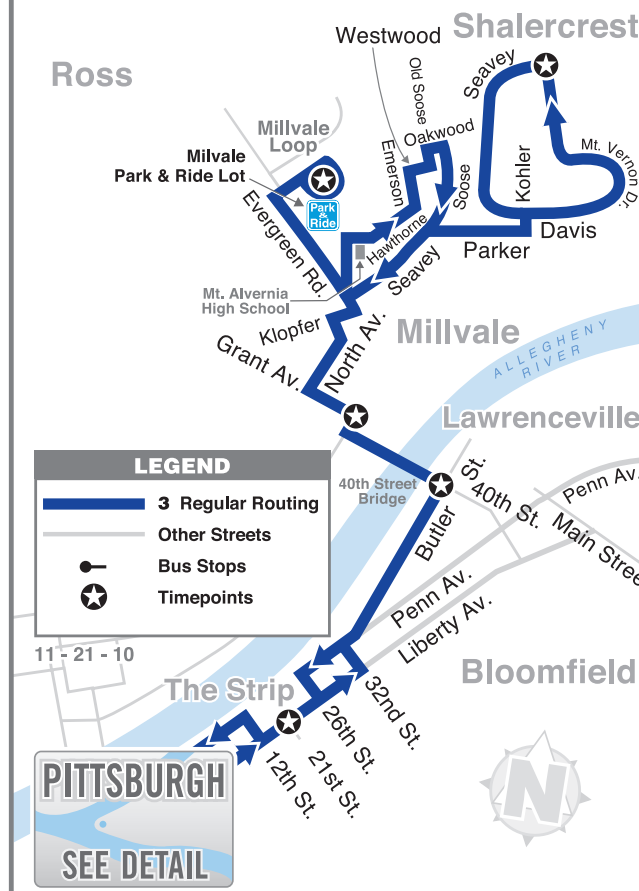 Shalercrest
Westwood
Ross
Seavey
Old Soose
Millvale
Loop
Oakwood
Milvale
Park & Ride Lot
Emerson
Soose
Kohler
Mt. Vernon Dr.
Park
&
Ride
Evergreen Rd.
Hawthorne
Davis
Parker
Seavey
Mt. Alvernia
High School
Klopfer
North Av.
Millvale
Grant Av.
ALLEGHENY
RIVER
Lawrenceville
LEGEND
3 Regular Routing
Other Streets
Bus Stops
Timepoints
40th Street
Bridge
Butler St.
40th St.
Penn Av.
Main Street
Penn Av.
Liberty Av.
11 - 21 - 10
The Strip
Bloomfield
32nd St.
26th St.
21st St.
12th St.
PITTSBURGH
SEE DETAIL
N